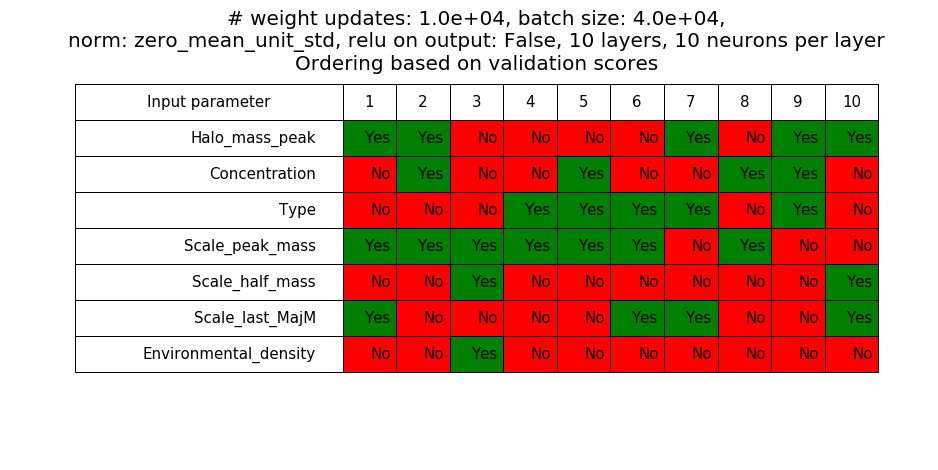 # weight updates: 1.0e+04, batch size: 4.0e+04,
norm: zero_mean_unit_std, relu on output: False, 10 layers, 10 neurons per layer
Ordering based on validation scores
Input parameter 1 2 3 4 5 6 7 8 9 10
Halo_mass_peak Yes Yes No No No No Yes No Yes Yes
Concentration No Yes No No Yes No No Yes Yes No
Type No No No Yes Yes Yes Yes No Yes No
Scale_peak_mass Yes Yes Yes Yes Yes Yes No Yes No No
Scale_half_mass No No Yes No No No No No No Yes
Scale_last_MajM Yes No No No No Yes Yes No No Yes
Environmental_density No No Yes No No No No No No No